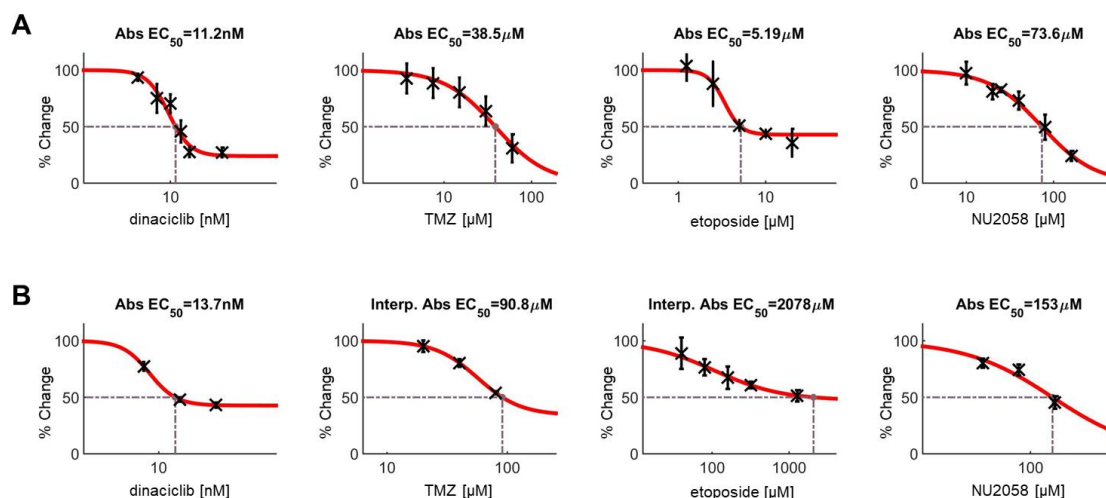 A
Abs EC50=11.2nM
Abs EC50=38.5μM
Abs EC50=5.19μM
Abs EC50=73.6μM
% Change
100
50
0
10
dinaciclib [nM]
% Change
100
50
0
10
100
TMZ [μM]
% Change
100
50
0
1
10
etoposide [μM]
% Change
100
50
0
10
100
NU2058 [μM]
B
Abs EC50=13.7nM
Interp. Abs EC50=90.8μM
Interp. Abs EC50=2078μM
Abs EC50=153μM
% Change
100
50
0
10
dinaciclib [nM]
% Change
100
50
0
10
100
TMZ [μM]
% Change
100
50
0
100
1000
etoposide [μM]
% Change
100
50
0
100
NU2058 [μM]